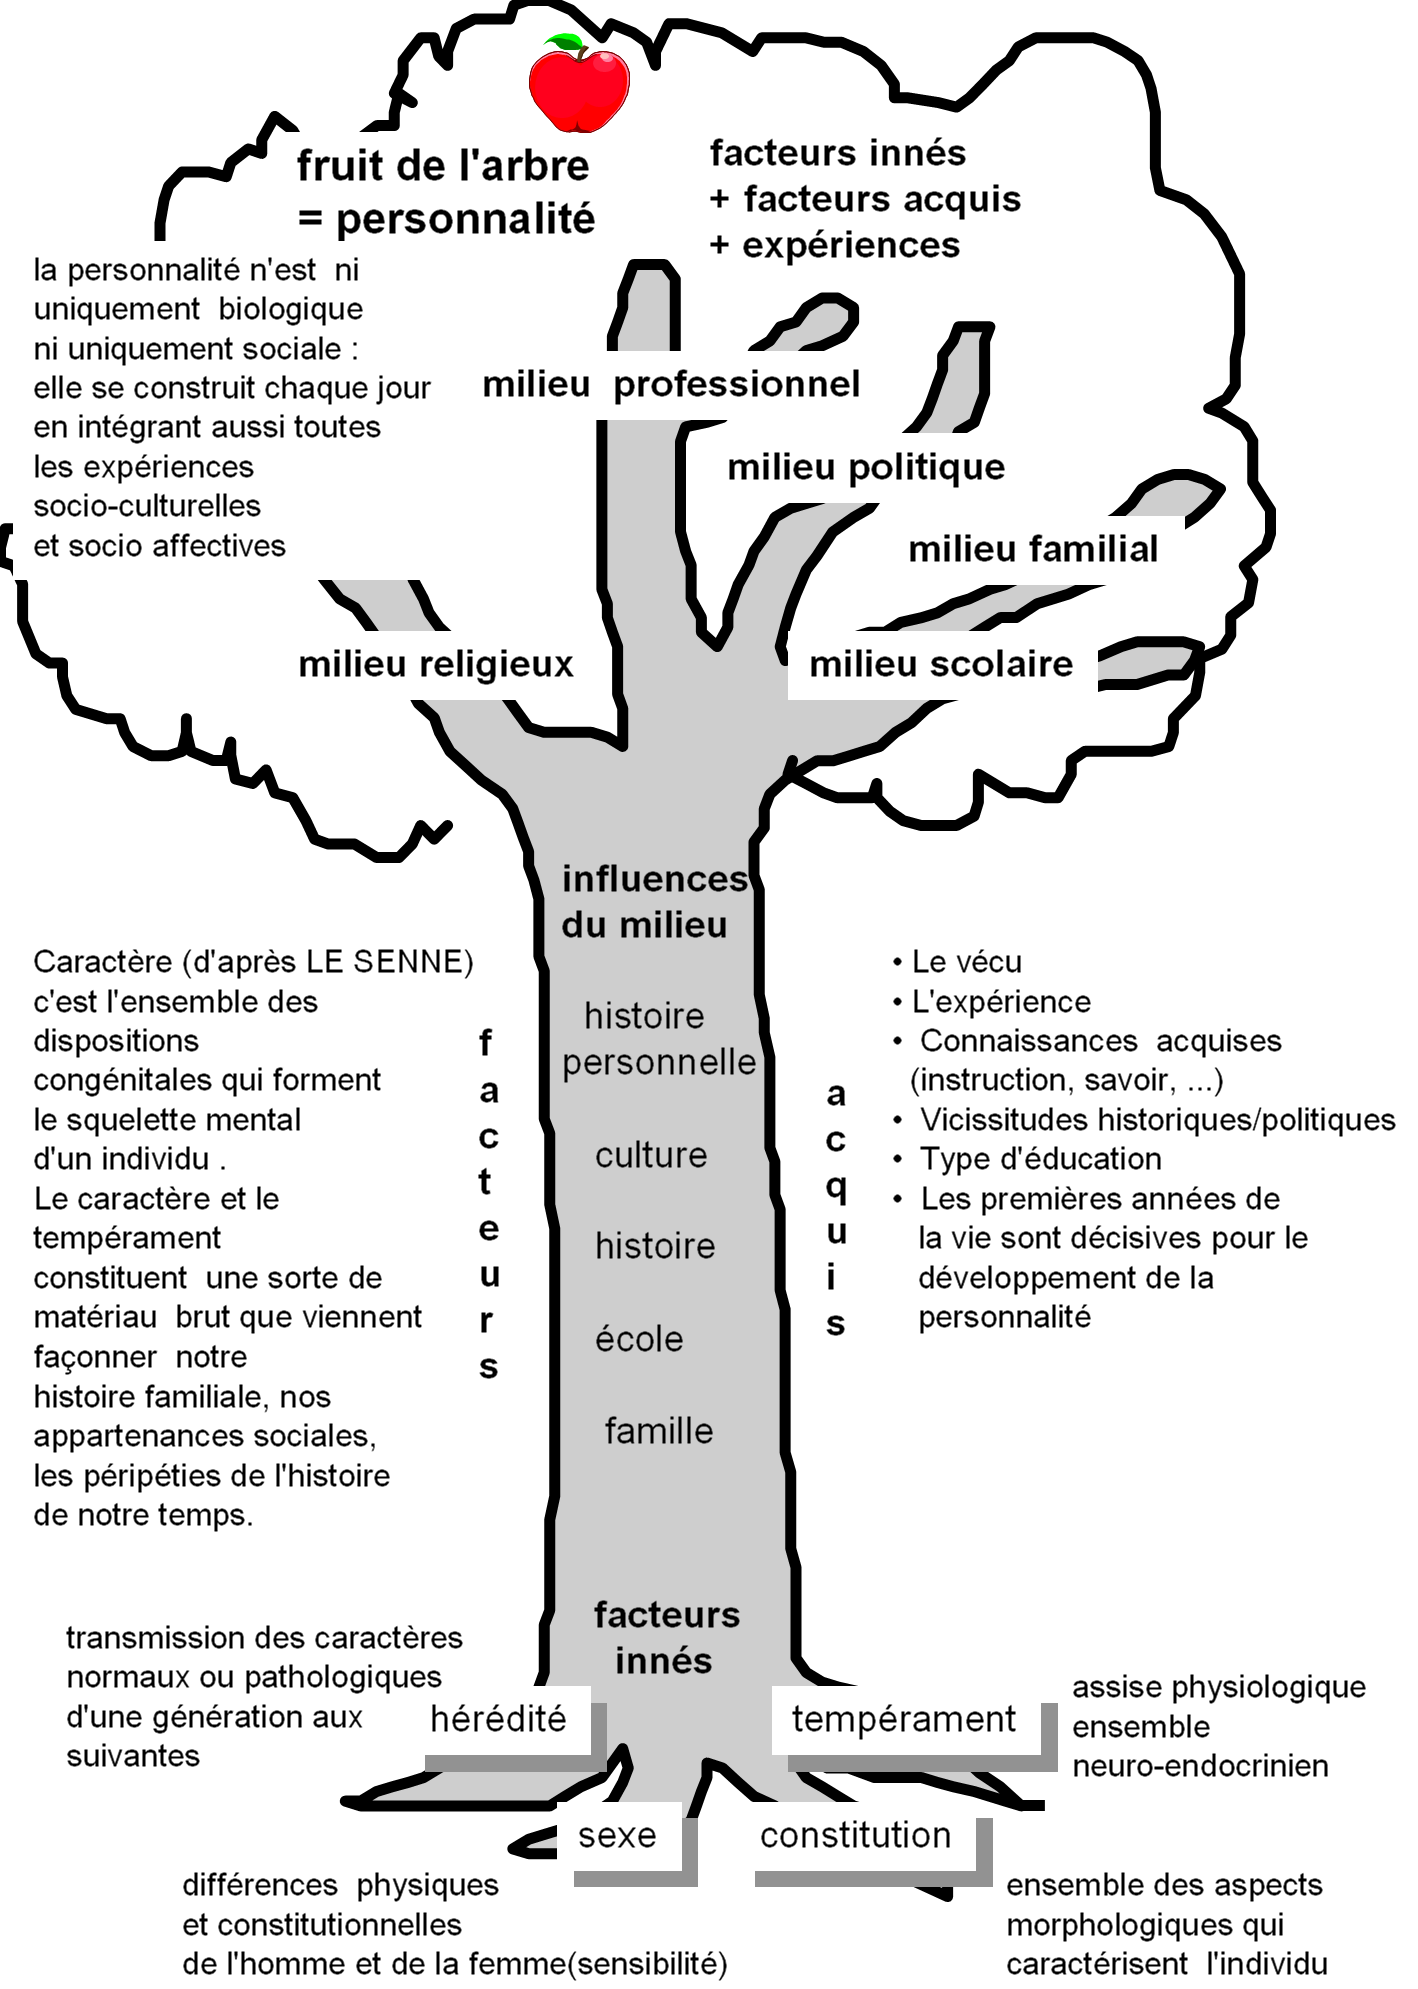 fruit de l'arbre
= personnalité
facteurs innés
+ facteurs acquis
+ expériences
la personnalité n'est ni
uniquement biologique
ni uniquement sociale :
elle se construit chaque jour
en intégrant aussi toutes
les expériences
socio-culturelles
et socio affectives
milieu professionnel
milieu politique
milieu familial
milieu religieux
milieu scolaire
influences
du milieu
histoire
personnelle
culture
histoire
école
famille
Caractère (d'après LE SENNE)
c'est l'ensemble des
dispositions
congénitales qui forment
le squelette mental
d'un individu .
Le caractère et le
tempérament
constituent une sorte de
matériau brut que viennent
façonner notre
histoire familiale, nos
appartenances sociales,
les péripéties de l'histoire
de notre temps.
facteurs
acquis
• Le vécu
• L'expérience
• Connaissances acquises
(instruction, savoir, ...)
• Vicissitudes historiques/politiques
• Type d'éducation
• Les premières années de
la vie sont décisives pour le
développement de la
personnalité
facteurs
innés
transmission des caractères
normaux ou pathologiques
d'une génération aux
suivantes
hérédité
tempérament
assise physiologique
ensemble
neuro-endocrinien
sexe
constitution
différences physiques
et constitutionnelles
de l'homme et de la femme(sensibilité)
ensemble des aspects
morphologiques qui
caractérisent l'individu